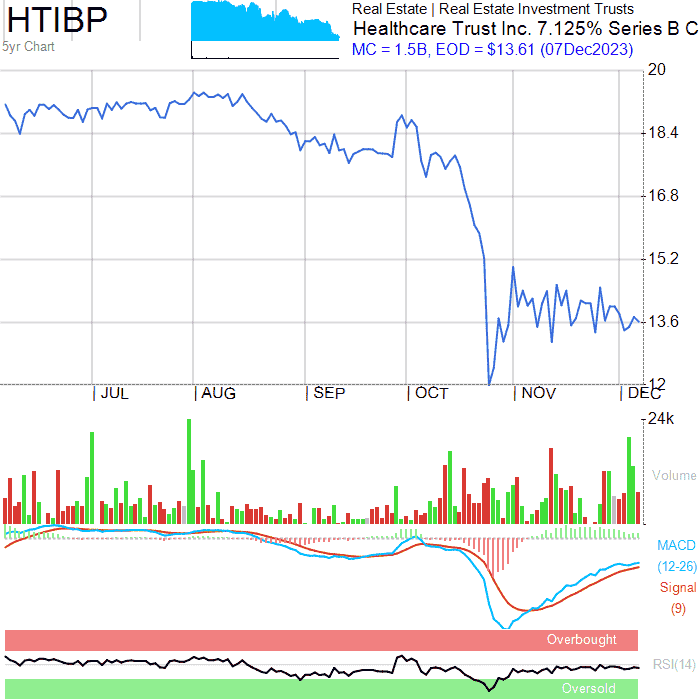 HTIBP
5yr Chart
Real Estate | Real Estate Investment Trusts
Healthcare Trust Inc. 7.125% Series B C
MC = 1.5B, EOD = $13.61 (07Dec2023)
20
18.4
16.8
15.2
13.6
12
JUL
AUG
SEP
OCT
NOV
DEC
24k
Volume
MACD
(12-26)
Signal
(9)
Overbought
RSI(14)
Oversold